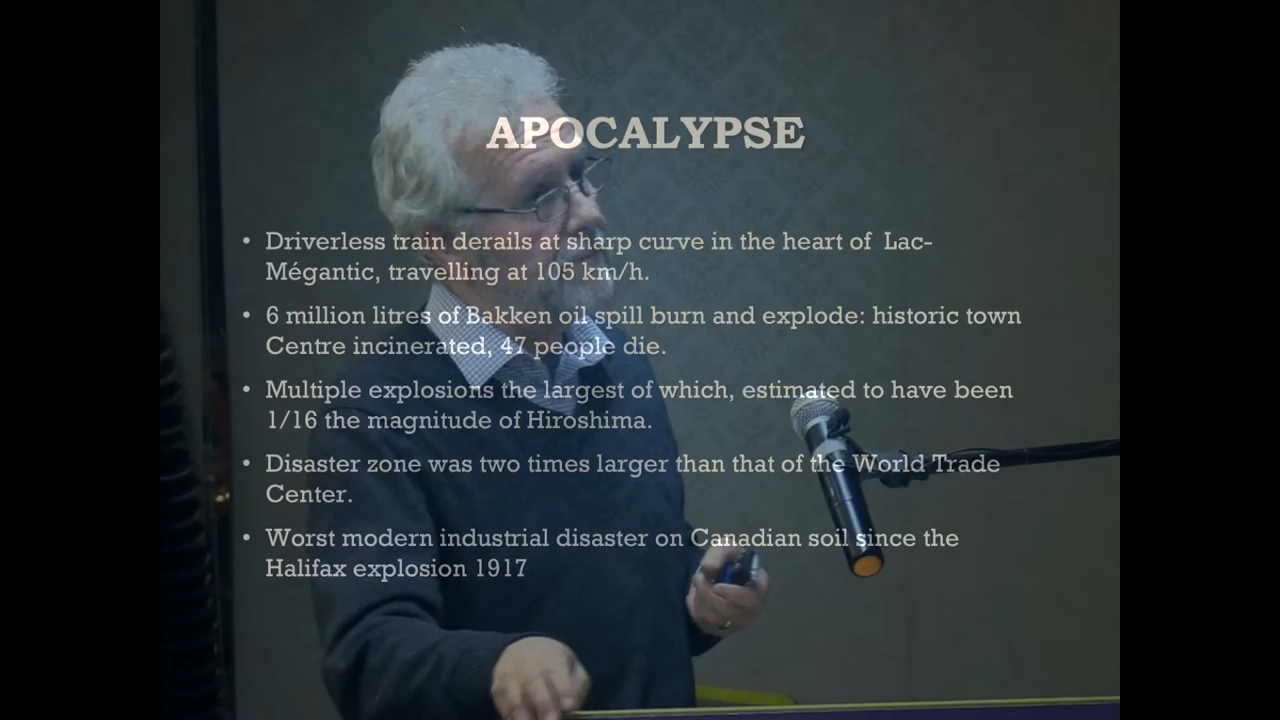 APOCALYPSE
• Driverless train derails at sharp curve in the heart of Lac-
Mégantic, travelling at 105 km/h.
• 6 million litres of Bakken oil spill burn and explode: historic town
Centre incinerated, 47 people die.
• Multiple explosions the largest of which, estimated to have been
1/16 the magnitude of Hiroshima.
• Disaster zone was two times larger than that of the World Trade
Center.
• Worst modern industrial disaster on Canadian soil since the
Halifax explosion 1917